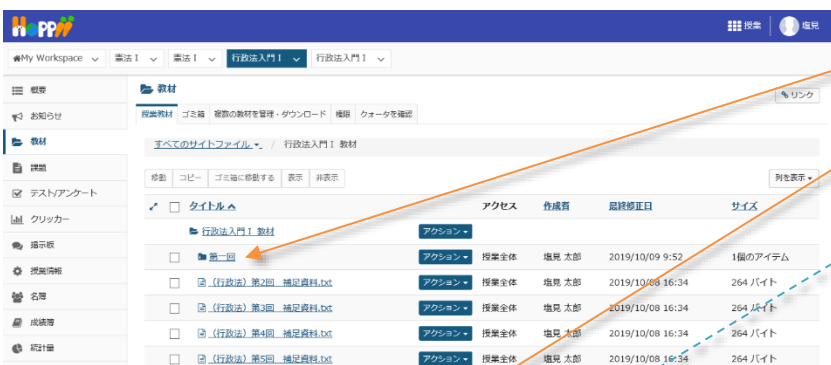 HoPPii
授業 塩見
My Workspace 憲法Ⅰ 憲法Ⅰ 行政法入門Ⅰ 行政法入門Ⅰ
概要
お知らせ
教材
課題
テスト/アンケート
クリッカー
掲示板
授業情報
名簿
成績簿
統計量
教材
リンク
授業教材 ゴミ箱 複数の教材を管理・ダウンロード 権限 クォータを確認
すべてのサイトファイル / 行政法入門Ⅰ 教材
移動 コピー ゴミ箱に移動する 表示 非表示 列を表示
タイトル アクセス 作成者 最終修正日 サイズ
行政法入門Ⅰ 教材 アクション
第一回 アクション 授業全体 塩見 太郎 2019/10/09 9:52 1個のアイテム
(行政法)第2回 補足資料.txt アクション 授業全体 塩見 太郎 2019/10/08 16:34 264 バイト
(行政法)第3回 補足資料.txt アクション 授業全体 塩見 太郎 2019/10/08 16:34 264 バイト
(行政法)第4回 補足資料.txt アクション 授業全体 塩見 太郎 2019/10/08 16:34 264 バイト
(行政法)第5回 補足資料.txt アクション 授業全体 塩見 太郎 2019/10/08 16:34 264 バイト